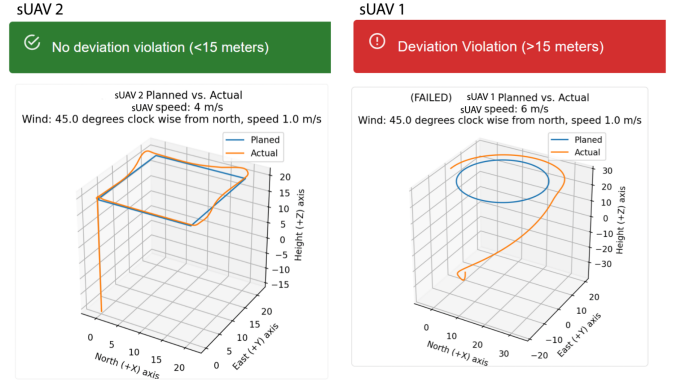 sUAV 2
No deviation violation (<15 meters)
sUAV 2 Planned vs. Actual
sUAV speed: 4 m/s
Wind: 45.0 degrees clock wise from north, speed 1.0 m/s
Planed
Actual
20
15
10
5
0
−5
−10
−15
Height (+Z) axis
0
5
10
15
20
North (+X) axis
0
5
10
15
20
East (+Y) axis
sUAV 1
Deviation Violation (>15 meters)
(FAILED) sUAV 1 Planned vs. Actual
sUAV speed: 6 m/s
Wind: 45.0 degrees clock wise from north, speed 1.0 m/s
Planed
Actual
30
20
10
0
−10
−20
−30
Height (+Z) axis
0
10
20
30
North (+X) axis
−20
−10
0
10
20
East (+Y) axis